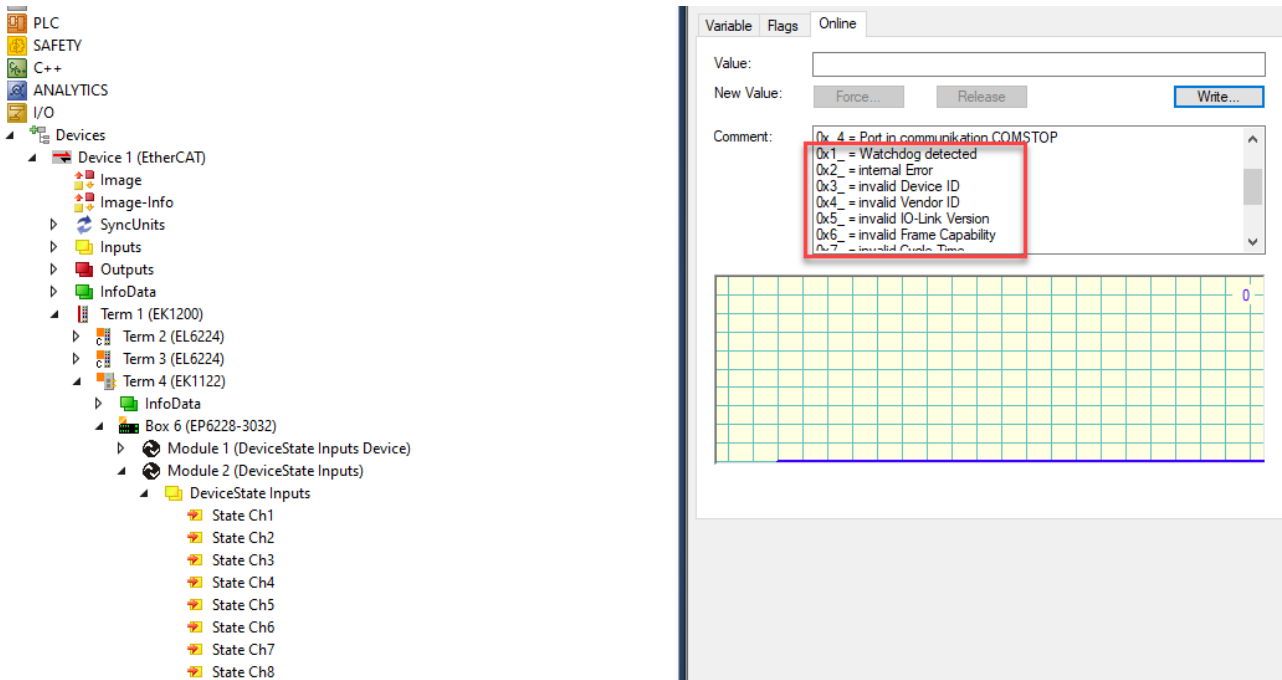 PLC
SAFETY
C++
ANALYTICS
I/O
Devices
Device 1 (EtherCAT)
Image
Image-Info
SyncUnits
Inputs
Outputs
InfoData
Term 1 (EK1200)
Term 2 (EL6224)
Term 3 (EL6224)
Term 4 (EK1122)
InfoData
Box 6 (EP6228-3032)
Module 1 (DeviceState Inputs Device)
Module 2 (DeviceState Inputs)
DeviceState Inputs
State Ch1
State Ch2
State Ch3
State Ch4
State Ch5
State Ch6
State Ch7
State Ch8
Variable Flags Online
Value:
New Value: Force... Release Write...
Comment:
0x_4 = Port in communikation COMSTOP
0x1_ = Watchdog detected
0x2_ = internal Error
0x3_ = invalid Device ID
0x4_ = invalid Vendor ID
0x5_ = invalid IO-Link Version
0x6_ = invalid Frame Capability
0x7_ = invalid Cycle Time
0